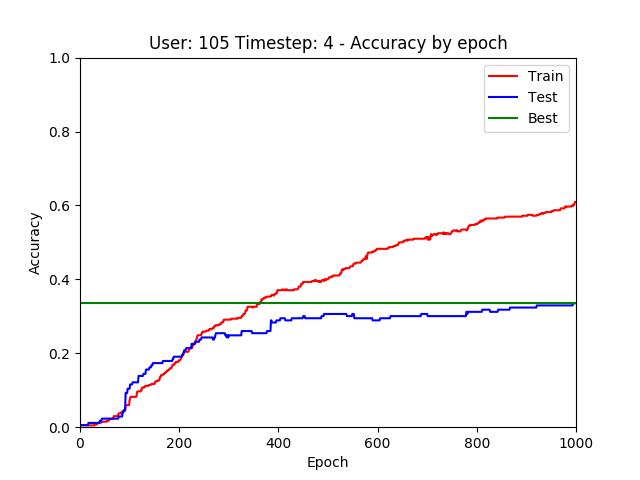 User: 105 Timestep: 4 - Accuracy by epoch
Train
Test
Best
Accuracy
1.0
0.8
0.6
0.4
0.2
0.0
0 200 400 600 800 1000
Epoch